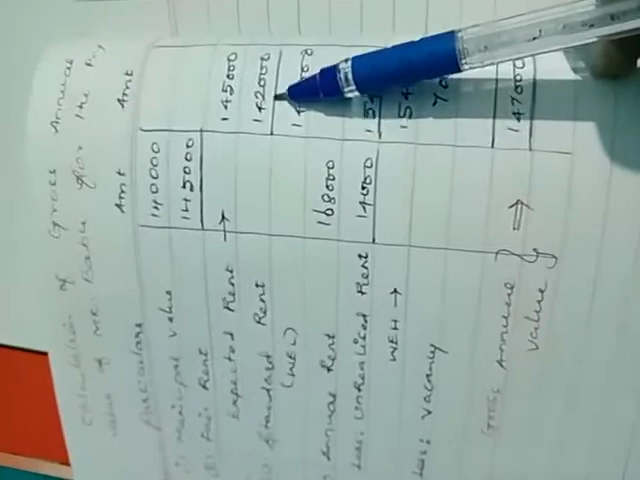 Calculation of Gross Annual
value of Mr. Babu for the P.y
Particulars Amt Amt
Municipal value 140000
Fair Rent 145000
Expected Rent → 145000
Standard Rent 142000
(WEL)
Annual Rent 168000
Less: Unrealised Rent 14000
WEH → 154
Less: Vacancy
Gross Annual } ⇒ 147000
Value